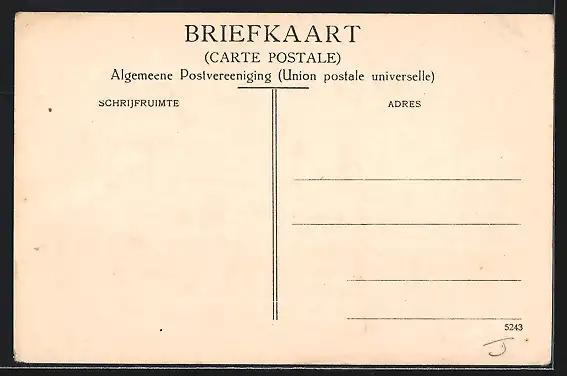 BRIEFKAART
(CARTE POSTALE)
Algemeene Postvereeniging (Union postale universelle)
SCHRIJFRUIMTE
ADRES
5243